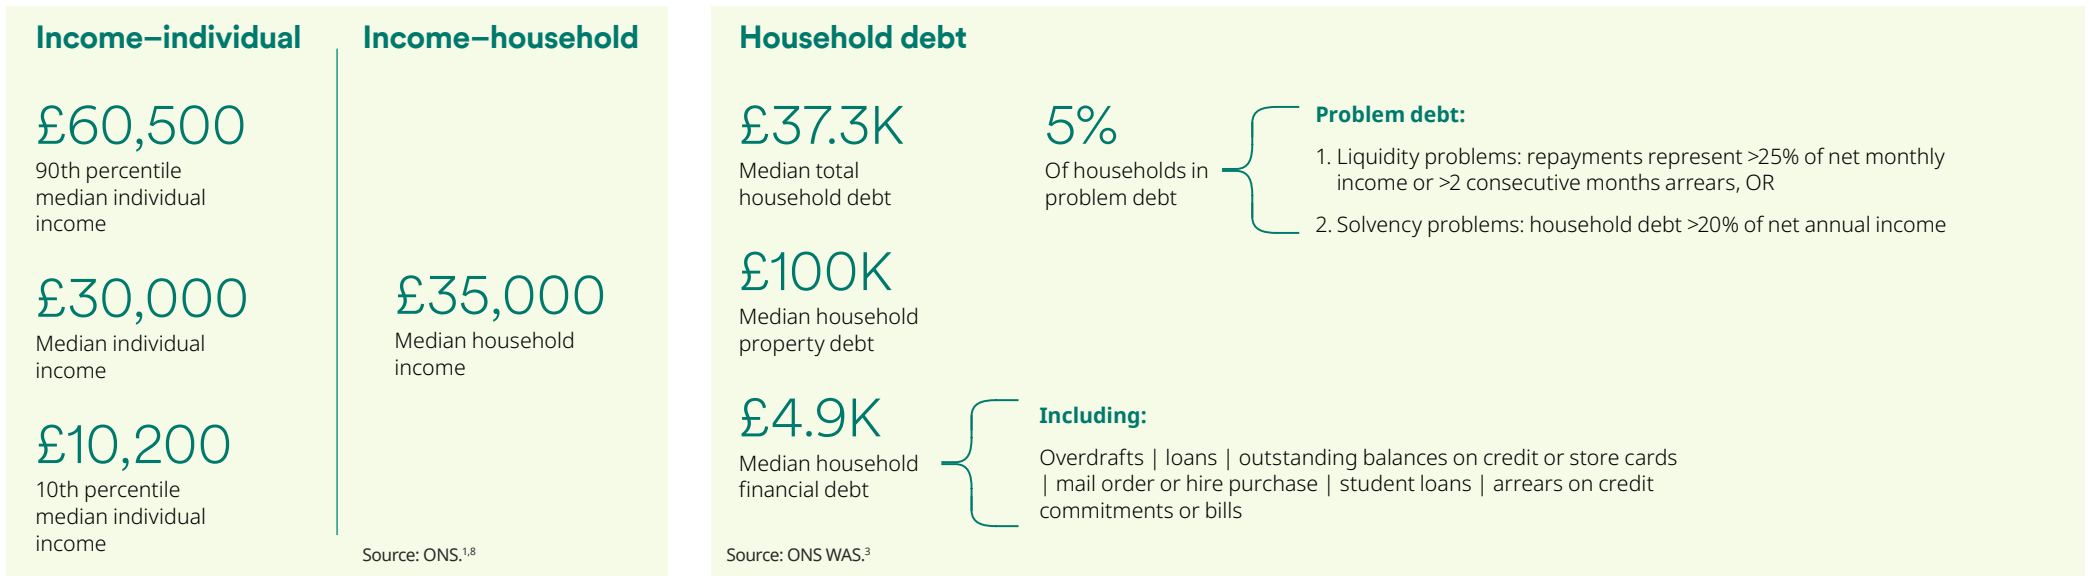 Income–individual
£60,500
90th percentile
median individual
income
£30,000
Median individual
income
£10,200
10th percentile
median individual
income
Income–household
£35,000
Median household
income
Source: ONS.1,8
Household debt
£37.3K
Median total
household debt
5%
Of households in
problem debt
Problem debt:
1. Liquidity problems: repayments represent >25% of net monthly
income or >2 consecutive months arrears, OR
2. Solvency problems: household debt >20% of net annual income
£100K
Median household
property debt
£4.9K
Median household
financial debt
Including:
Overdrafts | loans | outstanding balances on credit or store cards
| mail order or hire purchase | student loans | arrears on credit
commitments or bills
Source: ONS WAS.3